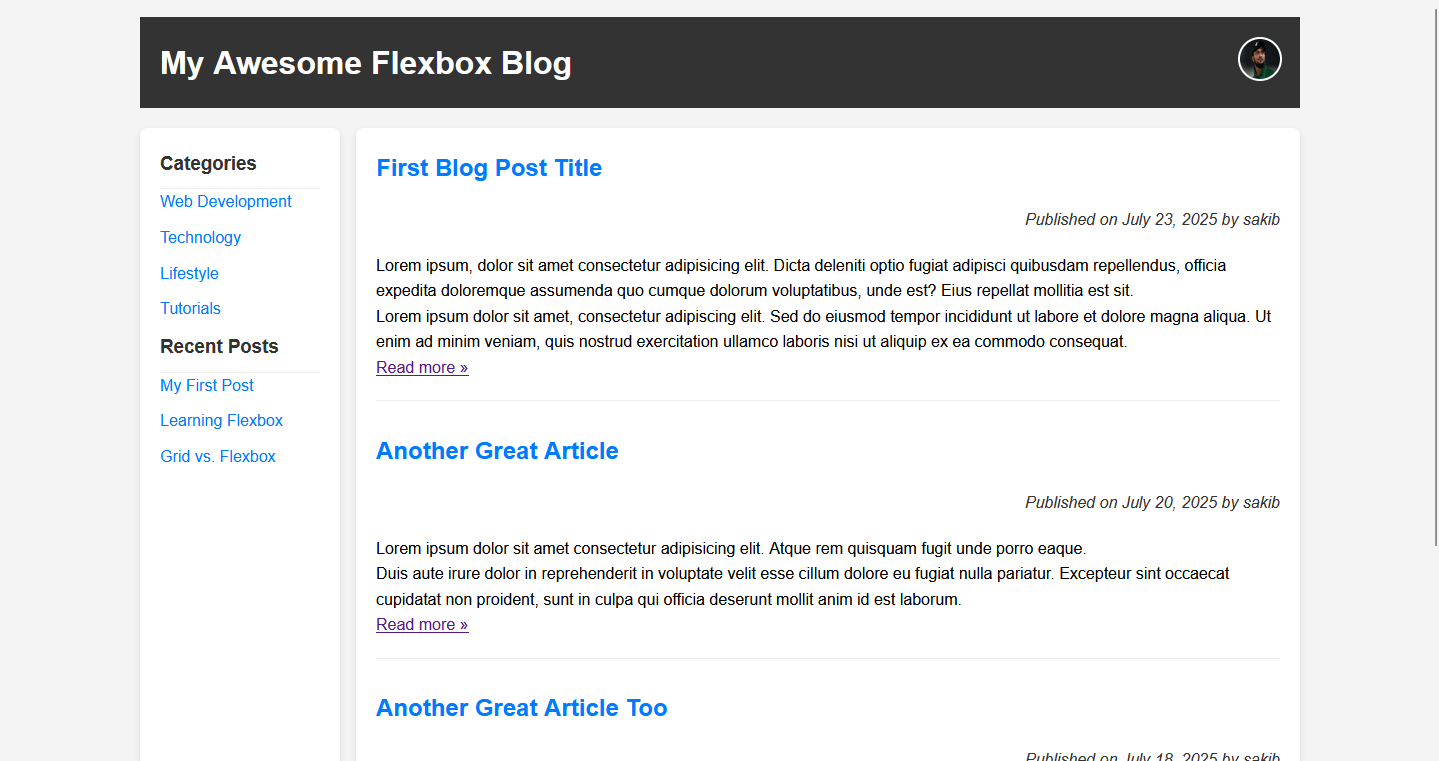 My Awesome Flexbox Blog
Categories
Web Development
Technology
Lifestyle
Tutorials
Recent Posts
My First Post
Learning Flexbox
Grid vs. Flexbox
First Blog Post Title
Published on July 23, 2025 by sakib
Lorem ipsum, dolor sit amet consectetur adipisicing elit. Dicta deleniti optio fugiat adipisci quibusdam repellendus, officia
expedita doloremque assumenda quo cumque dolorum voluptatibus, unde est? Eius repellat mollitia est sit.
Lorem ipsum dolor sit amet, consectetur adipiscing elit. Sed do eiusmod tempor incididunt ut labore et dolore magna aliqua. Ut
enim ad minim veniam, quis nostrud exercitation ullamco laboris nisi ut aliquip ex ea commodo consequat.
Read more »
Another Great Article
Published on July 20, 2025 by sakib
Lorem ipsum dolor sit amet consectetur adipisicing elit. Atque rem quisquam fugit unde porro eaque.
Duis aute irure dolor in reprehenderit in voluptate velit esse cillum dolore eu fugiat nulla pariatur. Excepteur sint occaecat
cupidatat non proident, sunt in culpa qui officia deserunt mollit anim id est laborum.
Read more »
Another Great Article Too
Published on July 18, 2025 by sakib